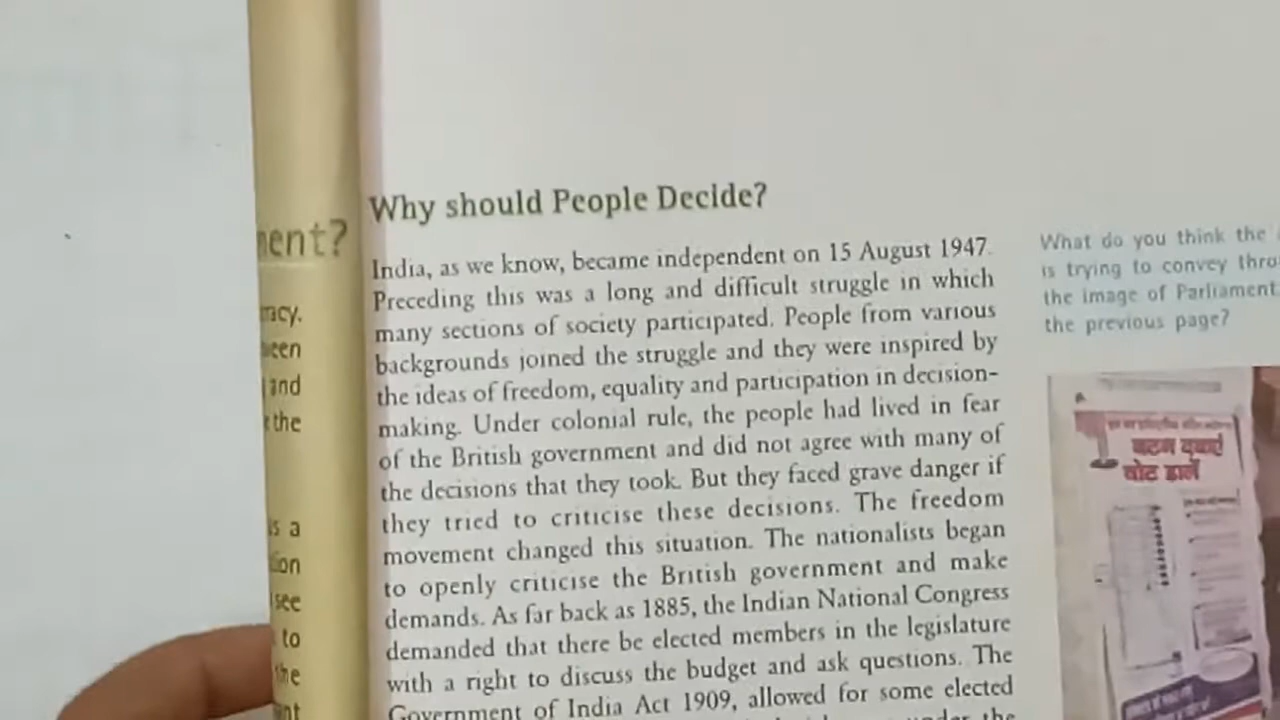 ment?
racy.
been
and
the
is a
see
to
the
Why should People Decide?
India, as we know, became independent on 15 August 1947.
Preceding this was a long and difficult struggle in which
many sections of society participated. People from various
backgrounds joined the struggle and they were inspired by
the ideas of freedom, equality and participation in decision-
making. Under colonial rule, the people had lived in fear
of the British government and did not agree with many of
the decisions that they took. But they faced grave danger if
they tried to criticise these decisions. The freedom
movement changed this situation. The nationalists began
to openly criticise the British government and make
demands. As far back as 1885, the Indian National Congress
demanded that there be elected members in the legislature
with a right to discuss the budget and ask questions. The
Government of India Act 1909, allowed for some elected
under the
What do you think the
is trying to convey thro
the image of Parliament
the previous page?
बटन दबाएं
वोट डालें